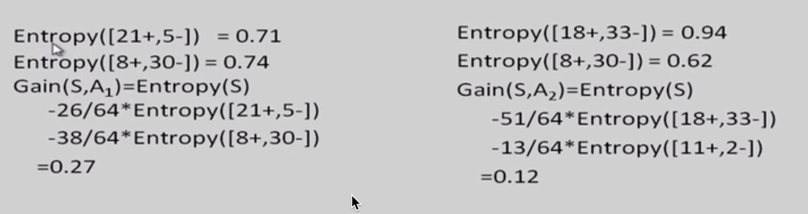 Entropy([21+,5-]) = 0.71
Entropy([8+,30-]) = 0.74
Gain(S,A₁)=Entropy(S)
-26/64*Entropy([21+,5-])
-38/64*Entropy([8+,30-])
=0.27
Entropy([18+,33-]) = 0.94
Entropy([8+,30-]) = 0.62
Gain(S,A₂)=Entropy(S)
-51/64*Entropy([18+,33-])
-13/64*Entropy([11+,2-])
=0.12